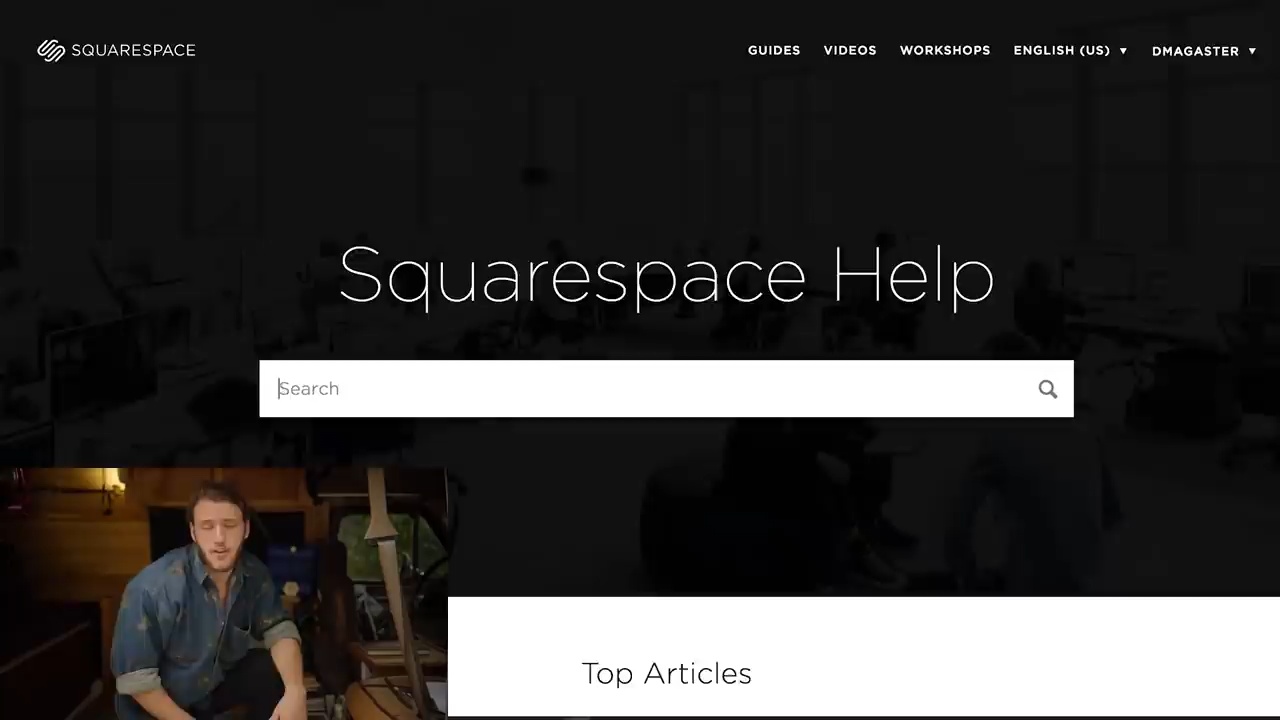 SQUARESPACE
GUIDES VIDEOS WORKSHOPS ENGLISH (US) ▼ DMAGASTER ▼
Squarespace Help
Search
Top Articles